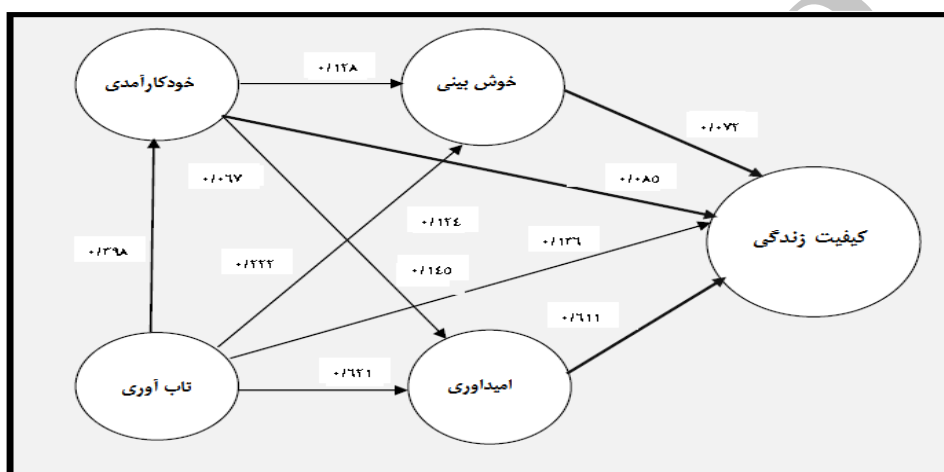 خودکارآمدی
۰/۱۲۸
خوش بینی
۰/۰۷۲
۰/۰۶۷
۰/۰۸۵
۰/۳۹۸
۰/۲۲۲
۰/۱۲٤
۰/۱۳٦
کیفیت زندگی
۰/۱٤۵
۰/٦۱۱
تاب آوری
۰/٦۲۱
امیداوری